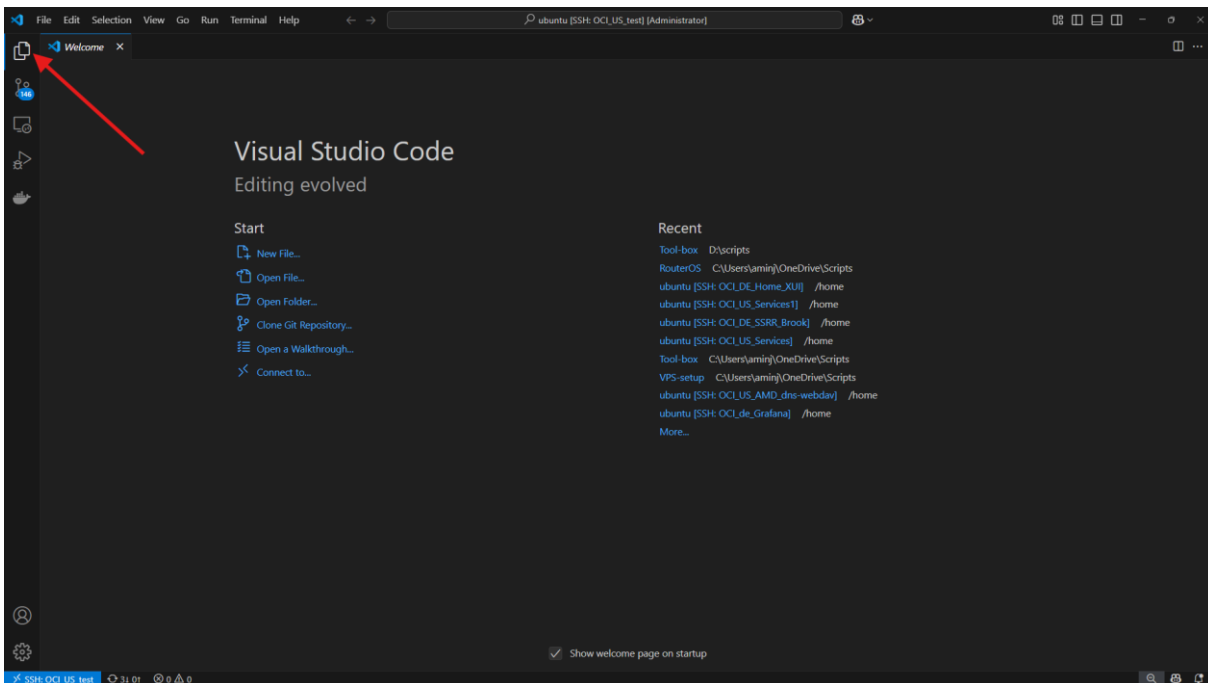 File Edit Selection View Go Run Terminal Help ubuntu [SSH: OCI_US_test] [Administrator]
Welcome
346
Visual Studio Code
Editing evolved
Start
New File...
Open File...
Open Folder...
Clone Git Repository...
Open a Walkthrough...
Connect to...
Recent
Tool-box D:\scripts
RouterOS C:\Users\aminj\OneDrive\Scripts
ubuntu [SSH: OCI_DE_Home_XUI] /home
ubuntu [SSH: OCI_US_Services1] /home
ubuntu [SSH: OCI_DE_SSRR_Brook] /home
ubuntu [SSH: OCI_US_Services] /home
Tool-box C:\Users\aminj\OneDrive\Scripts
VPS-setup C:\Users\aminj\OneDrive\Scripts
ubuntu [SSH: OCI_US_AMD_dns-webdav] /home
ubuntu [SSH: OCI_de_Grafana] /home
More...
Show welcome page on startup
SSH: OCI_US_test 3↓ 0↑ 0 0